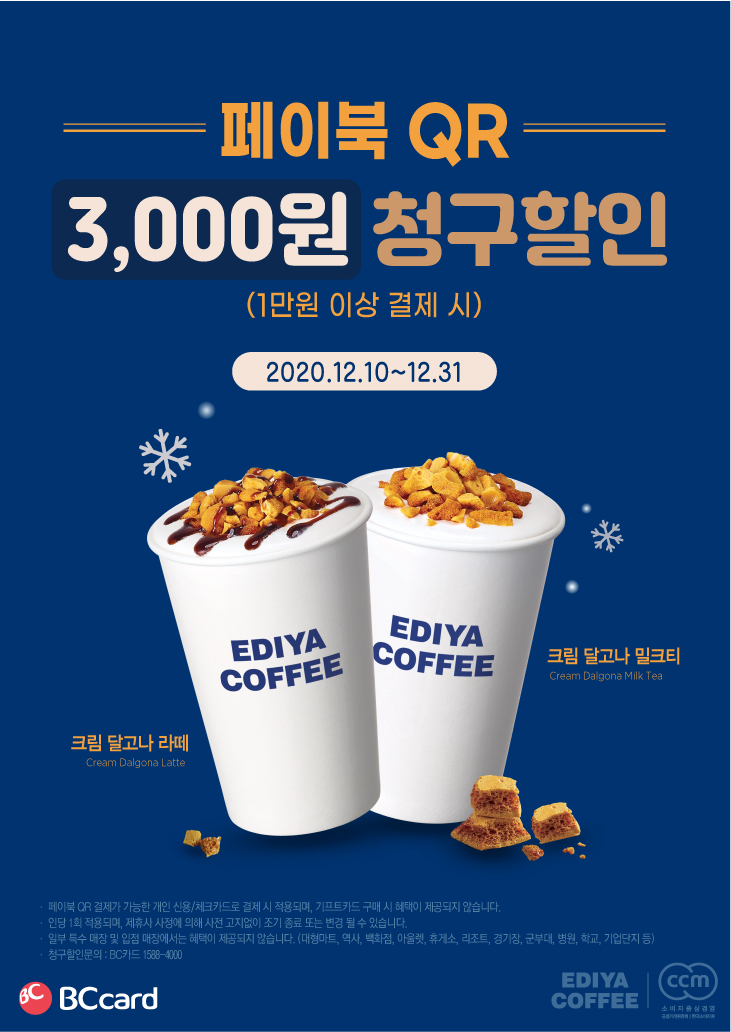 페이북 QR
3,000원 청구할인
(1만원 이상 결제 시)
2020.12.10~12.31
EDIYA
COFFEE
EDIYA
COFFEE
크림 달고나 밀크티
Cream Dalgona Milk Tea
크림 달고나 라떼
Cream Dalgona Latte
· 페이북 QR 결제가 가능한 개인 신용/체크카드로 결제 시 적용되며, 기프트카드 구매 시 혜택이 제공되지 않습니다.
· 인당 1회 적용되며, 제휴사 사정에 의해 사전 고지없이 조기 종료 또는 변경 될 수 있습니다.
· 일부 특수 매장 및 입점 매장에서는 혜택이 제공되지 않습니다. (대형마트, 역사, 백화점, 아울렛, 휴게소, 리조트, 경기장, 군부대, 병원, 학교, 기업단지 등)
· 청구할인문의 : BC카드 1588-4000
BC BCcard
EDIYA
COFFEE
ccm
소비자중심경영